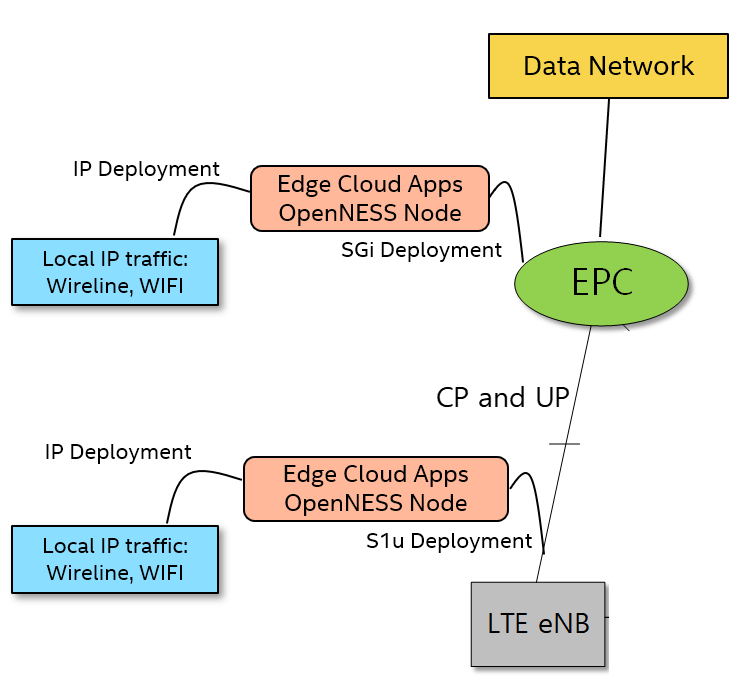 Data Network
IP Deployment
Edge Cloud Apps
OpenNESS Node
SGi Deployment
Local IP traffic:
Wireline, WIFI
EPC
CP and UP
IP Deployment
Edge Cloud Apps
OpenNESS Node
S1u Deployment
Local IP traffic:
Wireline, WIFI
LTE eNB